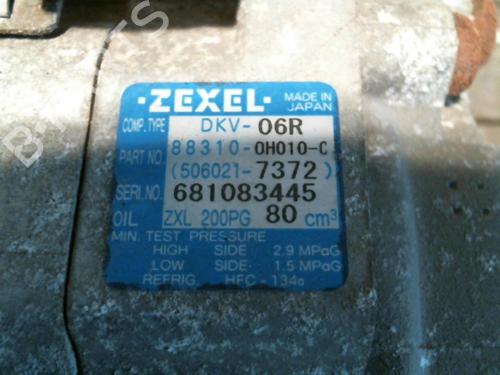 ·ZEXEL·
MADE IN
JAPAN
COMP. TYPE DKV-06R
PART NO. 88310-0H010-C
(506021-7372)
SERI.NO. 681083445
OIL ZXL 200PG 80 cm³
MIN. TEST PRESSURE
HIGH SIDE: 2.9 MPaG
LOW SIDE: 1.5 MPaG
REFRIG. HFC-134a